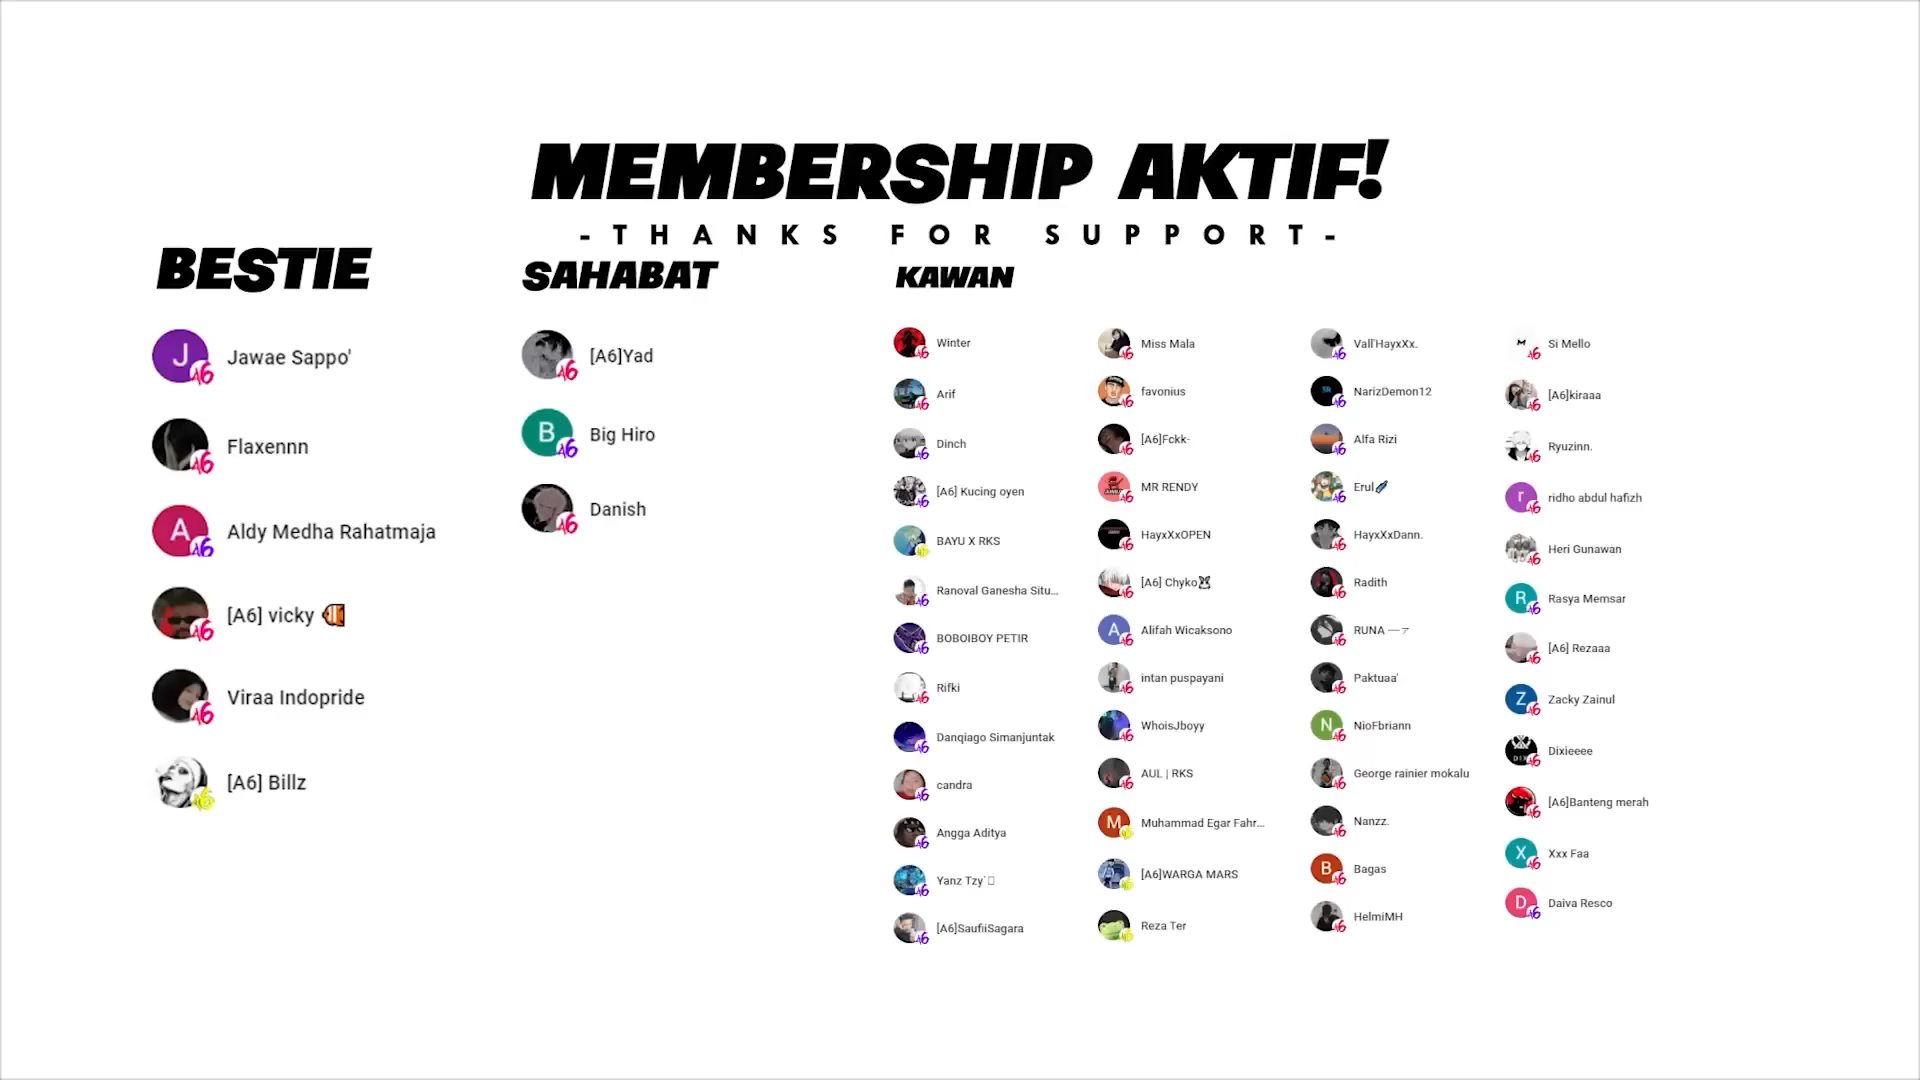 MEMBERSHIP AKTIF!
-THANKS FOR SUPPORT-
BESTIE
Jawae Sappo'
Flaxennn
Aldy Medha Rahatmaja
[A6] vicky 🐠
Viraa Indopride
[A6] Billz
SAHABAT
[A6]Yad
Big Hiro
Danish
KAWAN
Winter
Arif
Dinch
[A6] Kucing oyen
BAYU X RKS
Ranoval Ganesha Situ...
BOBOIBOY PETIR
Rifki
Danqiago Simanjuntak
candra
Angga Aditya
Yanz Tzy`
[A6]SaufiiSagara
Miss Mala
favonius
[A6]Fckk-
MR RENDY
HayxXxOPEN
[A6] Chyko
Alifah Wicaksono
intan puspayani
WhoisJboyy
AUL | RKS
Muhammad Egar Fahr...
[A6]WARGA MARS
Reza Ter
Vall'HayxXx.
NarizDemon12
Alfa Rizi
Erul
HayxXxDann.
Radith
RUNA 一ァ
Paktuaa'
NioFbriann
George rainier mokalu
Nanzz.
Bagas
HelmiMH
Si Mello
[A6]kiraaa
Ryuzinn.
ridho abdul hafizh
Heri Gunawan
Rasya Memsar
[A6] Rezaaa
Zacky Zainul
Dixieeee
[A6]Banteng merah
Xxx Faa
Daiva Resco